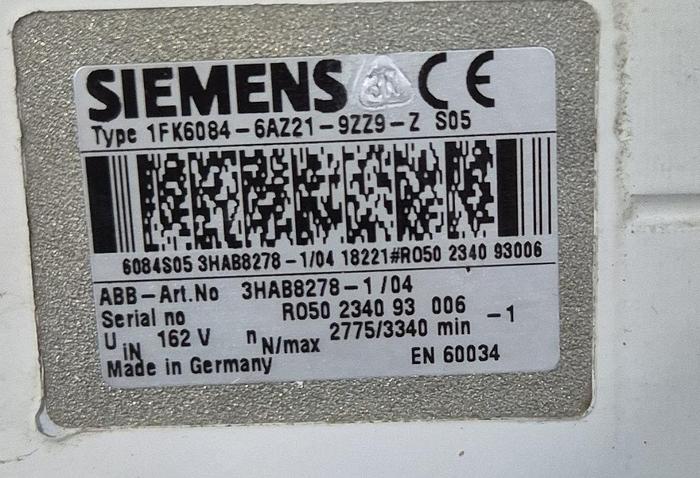 SIEMENS CE
Type 1FK6084-6AZ21-9ZZ9-Z S05
6084S05 3HAB8278-1/04 18221#R050 2340 93006
ABB-Art.No 3HAB8278-1/04
Serial no R050 2340 93 006
U IN 162 V n N/max 2775/3340 min -1
Made in Germany EN 60034